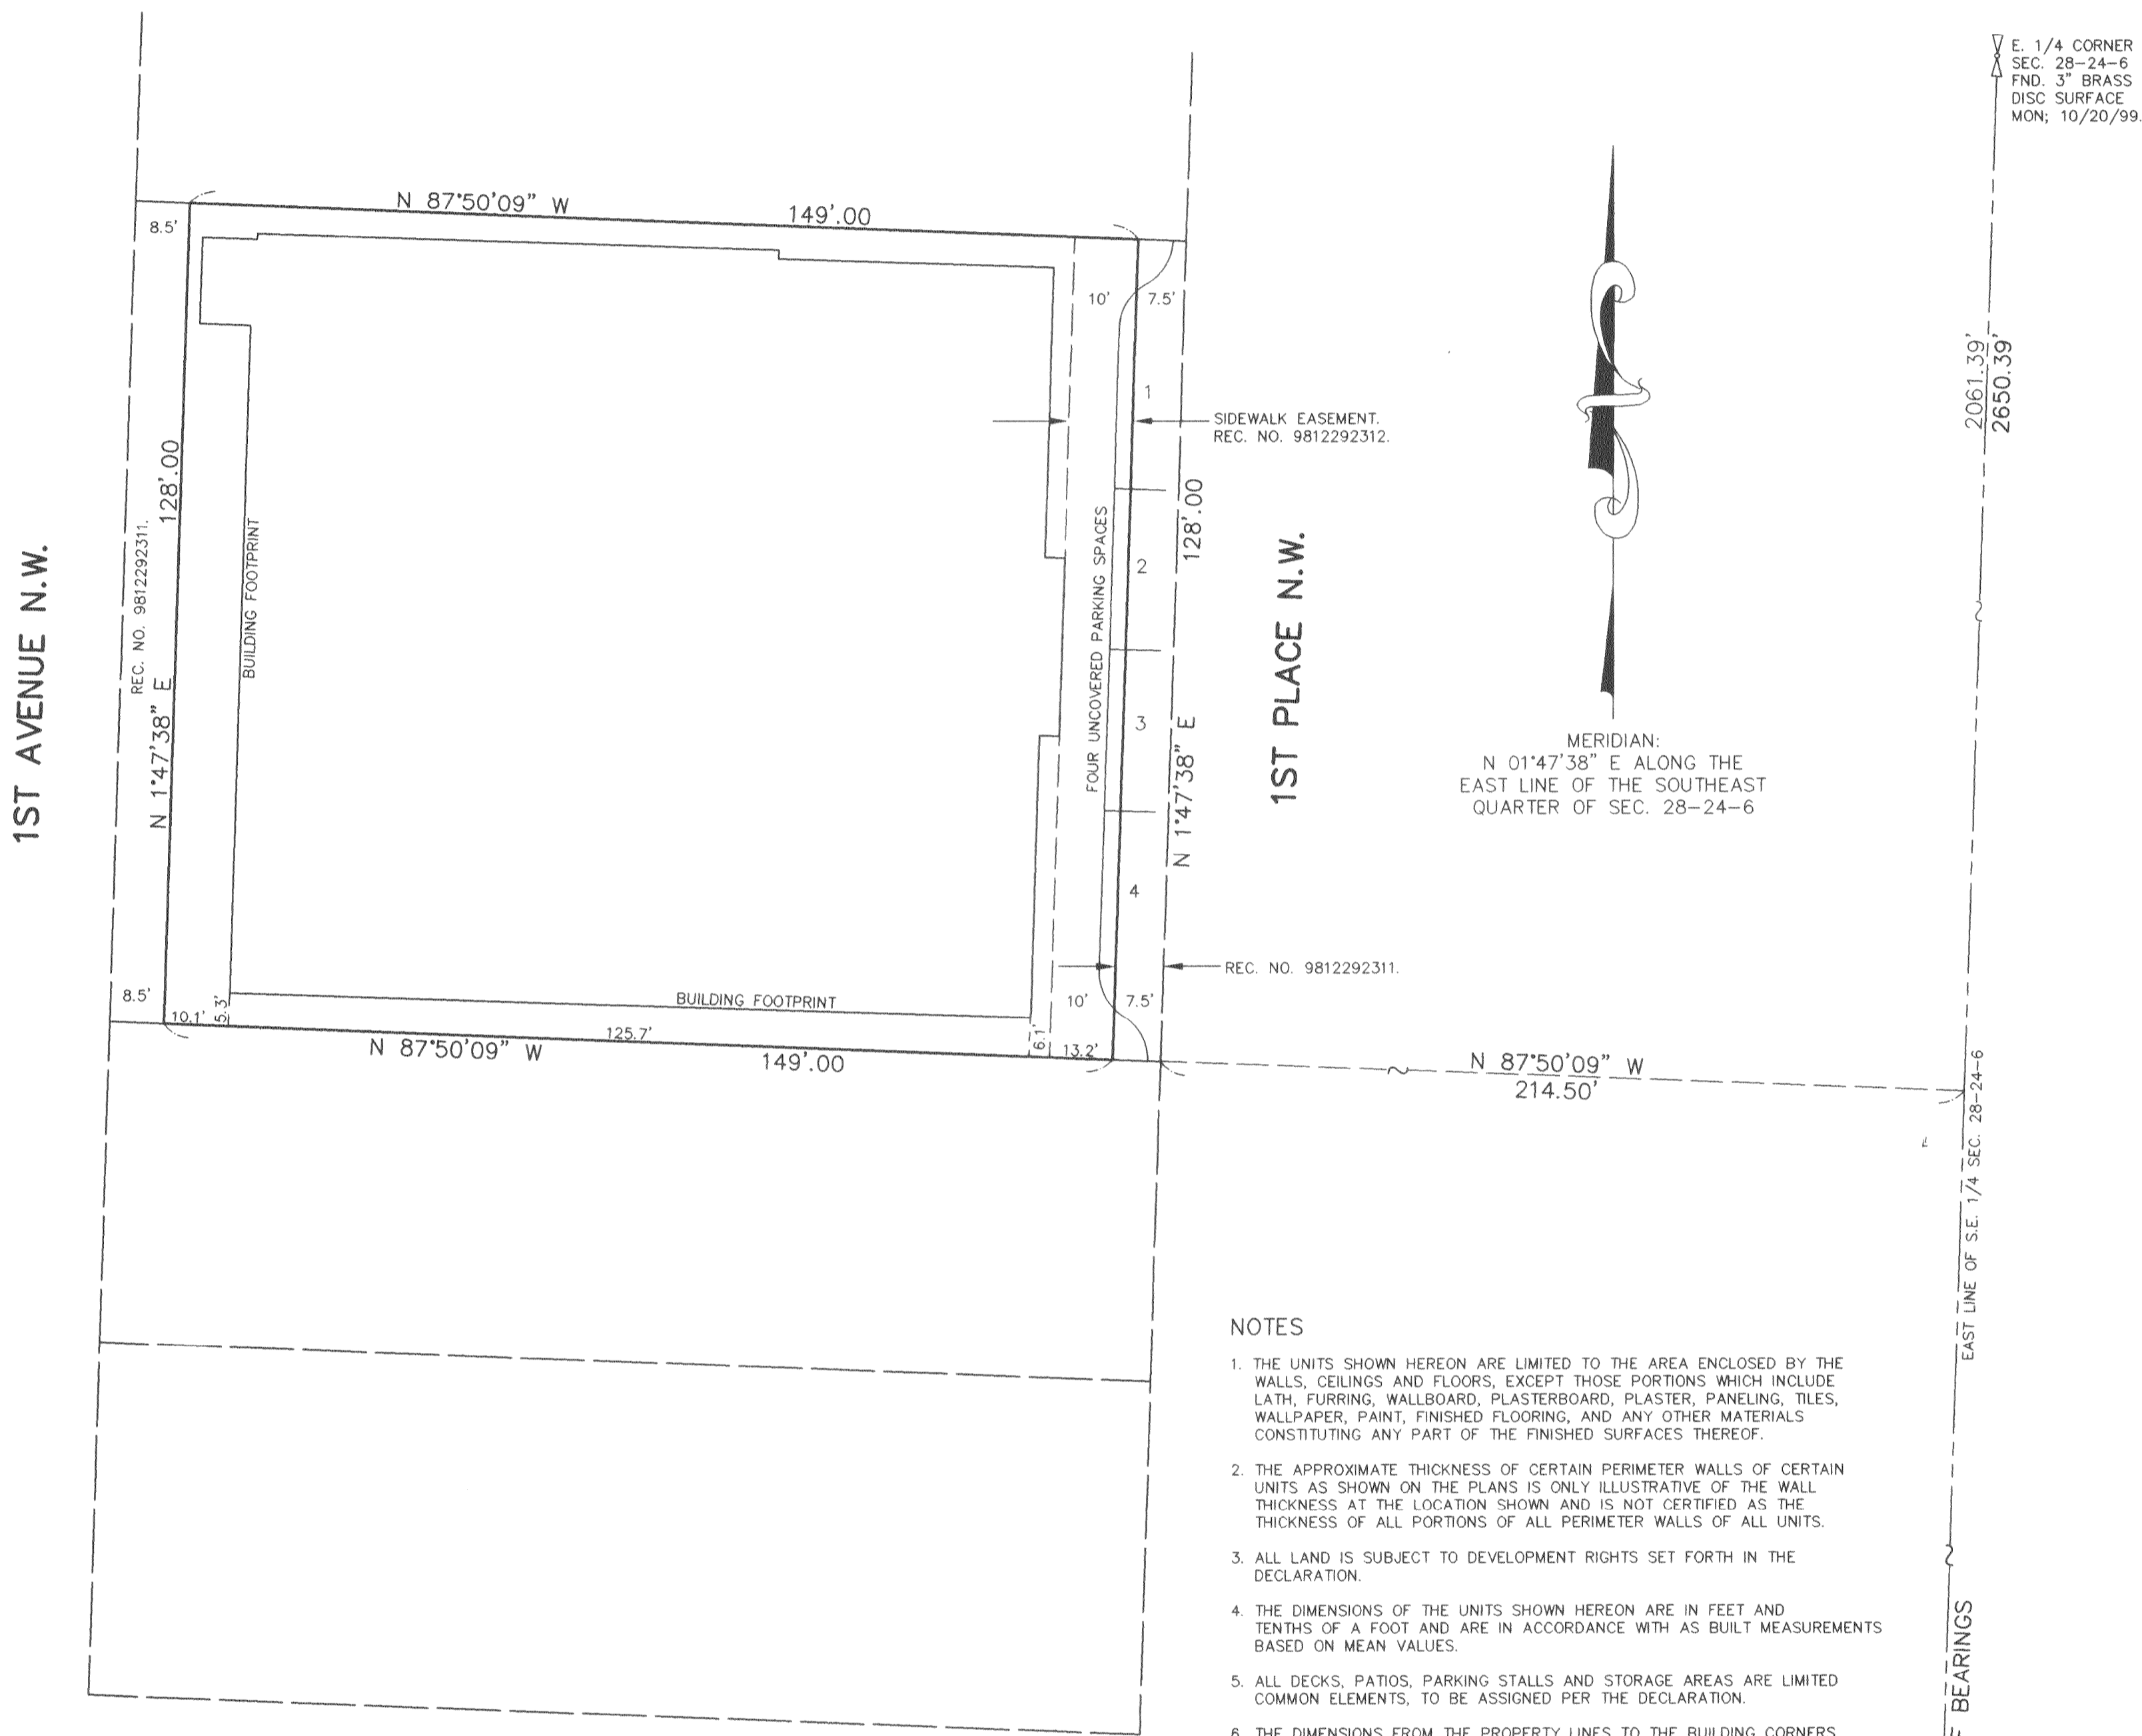 E. 1/4 CORNER
SEC. 28-24-6
FND. 3" BRASS
DISC SURFACE
MON; 10/20/99.
N 87°50'09" W
149'.00
8.5'
10'
7.5'
1
SIDEWALK EASEMENT.
REC. NO. 9812292312.
2061.39'
2650.39'
1ST AVENUE N.W.
REC. NO. 9812292311.
128'.00
N 1°47'38" E
BUILDING FOOTPRINT
FOUR UNCOVERED PARKING SPACES
2
3
4
128'.00
N 1°47'38" E
1ST PLACE N.W.
MERIDIAN:
N 01°47'38" E ALONG THE
EAST LINE OF THE SOUTHEAST
QUARTER OF SEC. 28-24-6
REC. NO. 9812292311.
8.5'
10.1'
5.3'
BUILDING FOOTPRINT
10'
7.5'
125.7'
6.1'
13.2'
N 87°50'09" W
149'.00
N 87°50'09" W
214.50'
EAST LINE OF S.E. 1/4 SEC. 28-24-6
NOTES
1. THE UNITS SHOWN HEREON ARE LIMITED TO THE AREA ENCLOSED BY THE
WALLS, CEILINGS AND FLOORS, EXCEPT THOSE PORTIONS WHICH INCLUDE
LATH, FURRING, WALLBOARD, PLASTERBOARD, PLASTER, PANELING, TILES,
WALLPAPER, PAINT, FINISHED FLOORING, AND ANY OTHER MATERIALS
CONSTITUTING ANY PART OF THE FINISHED SURFACES THEREOF.
2. THE APPROXIMATE THICKNESS OF CERTAIN PERIMETER WALLS OF CERTAIN
UNITS AS SHOWN ON THE PLANS IS ONLY ILLUSTRATIVE OF THE WALL
THICKNESS AT THE LOCATION SHOWN AND IS NOT CERTIFIED AS THE
THICKNESS OF ALL PORTIONS OF ALL PERIMETER WALLS OF ALL UNITS.
3. ALL LAND IS SUBJECT TO DEVELOPMENT RIGHTS SET FORTH IN THE
DECLARATION.
4. THE DIMENSIONS OF THE UNITS SHOWN HEREON ARE IN FEET AND
TENTHS OF A FOOT AND ARE IN ACCORDANCE WITH AS BUILT MEASUREMENTS
BASED ON MEAN VALUES.
5. ALL DECKS, PATIOS, PARKING STALLS AND STORAGE AREAS ARE LIMITED
COMMON ELEMENTS, TO BE ASSIGNED PER THE DECLARATION.
6. THE DIMENSIONS FROM THE PROPERTY LINES TO THE BUILDING CORNERS
BEARINGS